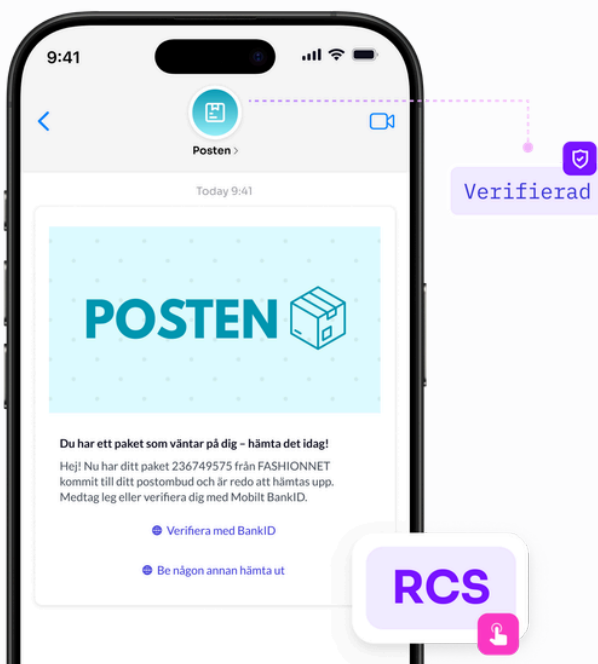 9:41
Posten >
Today 9:41
Verifierad
POSTEN
Du har ett paket som väntar på dig – hämta det idag!
Hej! Nu har ditt paket 236749575 från FASHIONNET
kommit till ditt postombud och är redo att hämtas upp.
Medtag leg eller verifiera dig med Mobilt BankID.
Verifiera med BankID
Be någon annan hämta ut
RCS